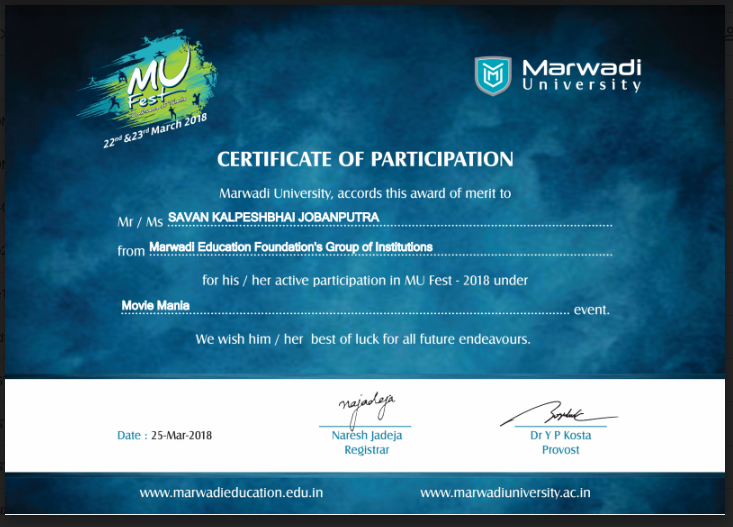 MU
Fest
22nd &23rd March 2018
Marwadi
University
CERTIFICATE OF PARTICIPATION
Marwadi University, accords this award of merit to
Mr / Ms SAVAN KALPESHBHAI JOBANPUTRA
from Marwadi Education Foundation's Group of Institutions
for his / her active participation in MU Fest - 2018 under
Movie Mania event.
We wish him / her best of luck for all future endeavours.
najadeja
Date : 25-Mar-2018
Naresh Jadeja
Registrar
Dr Y P Kosta
Provost
www.marwadieducation.edu.in
www.marwadiuniversity.ac.in